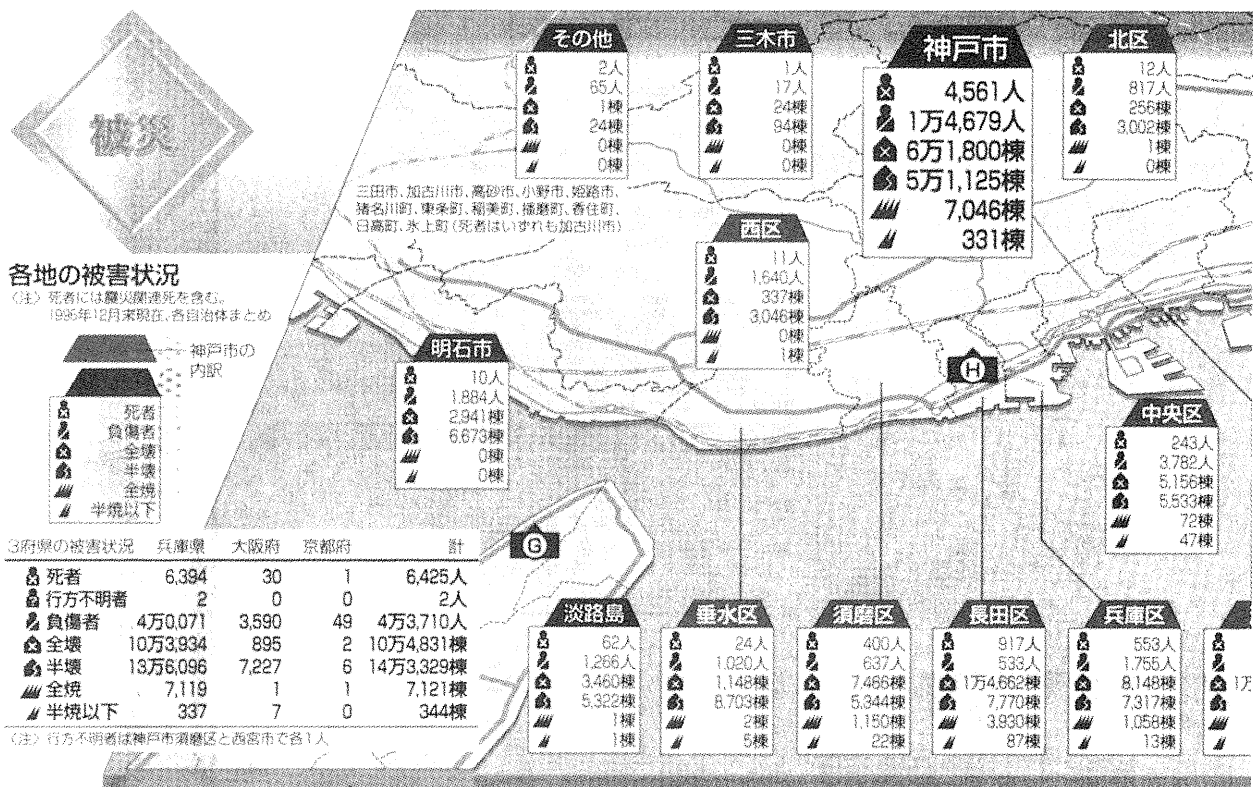 被災
各地の被害状況
〈注〉死者には震災関連死を含む。
1995年12月末現在、各自治体まとめ
神戸市の
内訳
死者
負傷者
全壊
半壊
全焼
半焼以下
その他
2人
65人
1棟
24棟
0棟
0棟
三田市、加古川市、高砂市、小野市、姫路市、
猪名川町、東条町、稲美町、播磨町、香住町、
日高町、氷上町(死者はいずれも加古川市)
三木市
1人
17人
24棟
94棟
0棟
0棟
神戸市
4,561人
1万4,679人
6万1,800棟
5万1,125棟
7,046棟
331棟
北区
12人
817人
256棟
3,002棟
1棟
0棟
西区
11人
1,640人
337棟
3,046棟
0棟
1棟
明石市
10人
1,884人
2,941棟
6,673棟
0棟
0棟
H
中央区
243人
3,782人
5,156棟
5,533棟
72棟
47棟
G
3府県の被害状況 兵庫県 大阪府 京都府 計
死者 6,394 30 1 6,425人
行方不明者 2 0 0 2人
負傷者 4万0,071 3,590 49 4万3,710人
全壊 10万3,934 895 2 10万4,831棟
半壊 13万6,096 7,227 6 14万3,329棟
全焼 7,119 1 1 7,121棟
半焼以下 337 7 0 344棟
〈注〉行方不明者は神戸市須磨区と西宮市で各1人
淡路島
62人
1,266人
3,460棟
5,322棟
1棟
1棟
垂水区
24人
1,020人
1,148棟
8,703棟
2棟
5棟
須磨区
400人
637人
7,466棟
5,344棟
1,150棟
22棟
長田区
917人
533人
1万4,662棟
7,770棟
3,930棟
87棟
兵庫区
553人
1,755人
8,148棟
7,317棟
1,058棟
13棟
1万